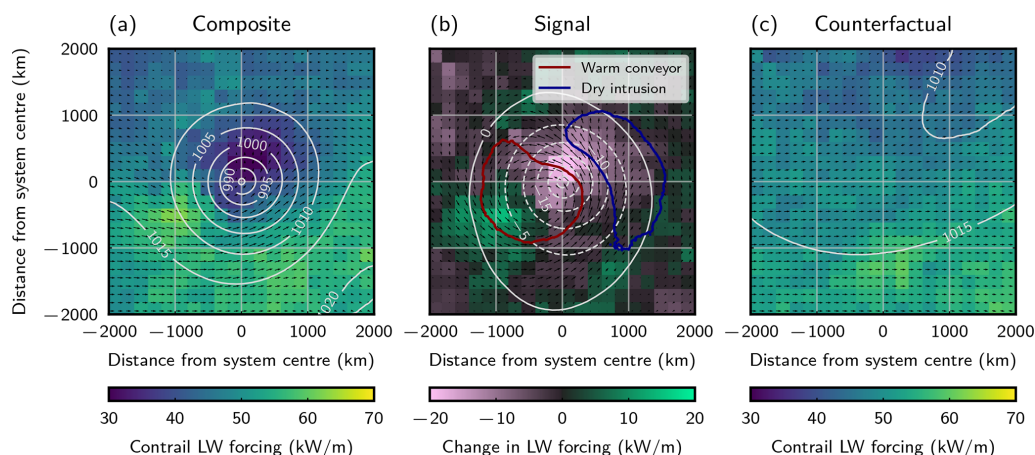 (a) Composite
(b) Signal
(c) Counterfactual
Distance from system centre (km)
2000
1000
0
−1000
−2000
−2000 −1000 0 1000 2000
Distance from system centre (km)
1005
1000
990
995
1010
1015
1020
Warm conveyor
Dry intrusion
0
10
15
5
−2000 −1000 0 1000 2000
Distance from system centre (km)
1010
1015
−2000 −1000 0 1000 2000
Distance from system centre (km)
30 40 50 60 70
Contrail LW forcing (kW/m)
−20 −10 0 10 20
Change in LW forcing (kW/m)
30 40 50 60 70
Contrail LW forcing (kW/m)